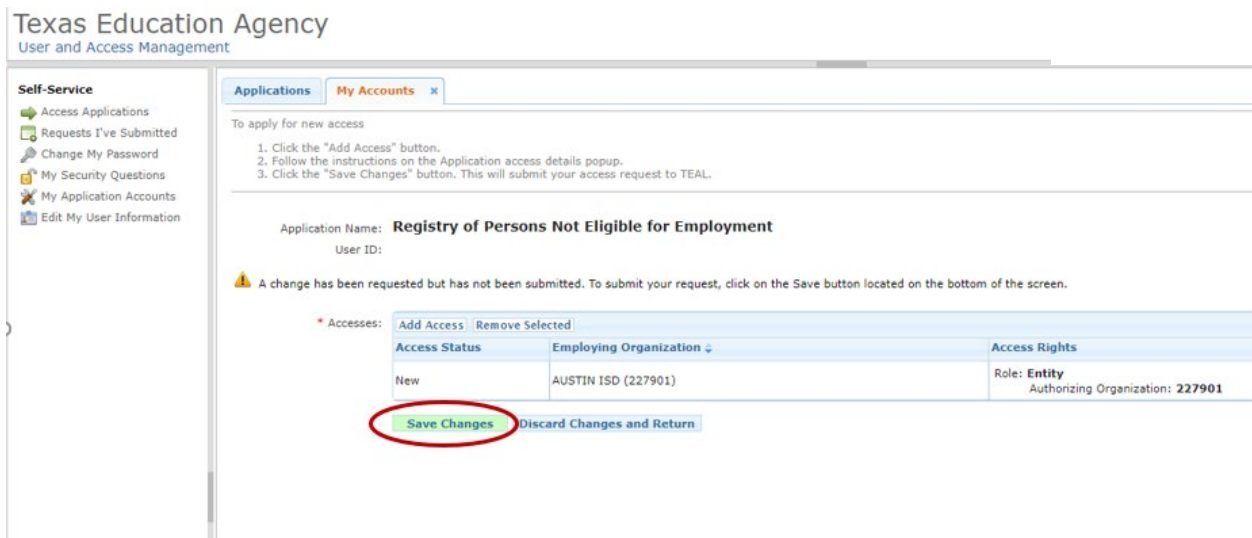 Texas Education Agency
User and Access Management
Self-Service
Access Applications
Requests I've Submitted
Change My Password
My Security Questions
My Application Accounts
Edit My User Information
Applications My Accounts x
To apply for new access
1. Click the "Add Access" button.
2. Follow the instructions on the Application access details popup.
3. Click the "Save Changes" button. This will submit your access request to TEAL.
Application Name: Registry of Persons Not Eligible for Employment
User ID:
A change has been requested but has not been submitted. To submit your request, click on the Save button located on the bottom of the screen.
* Accesses: Add Access Remove Selected
Access Status Employing Organization Access Rights
New AUSTIN ISD (227901) Role: Entity
Authorizing Organization: 227901
Save Changes Discard Changes and Return